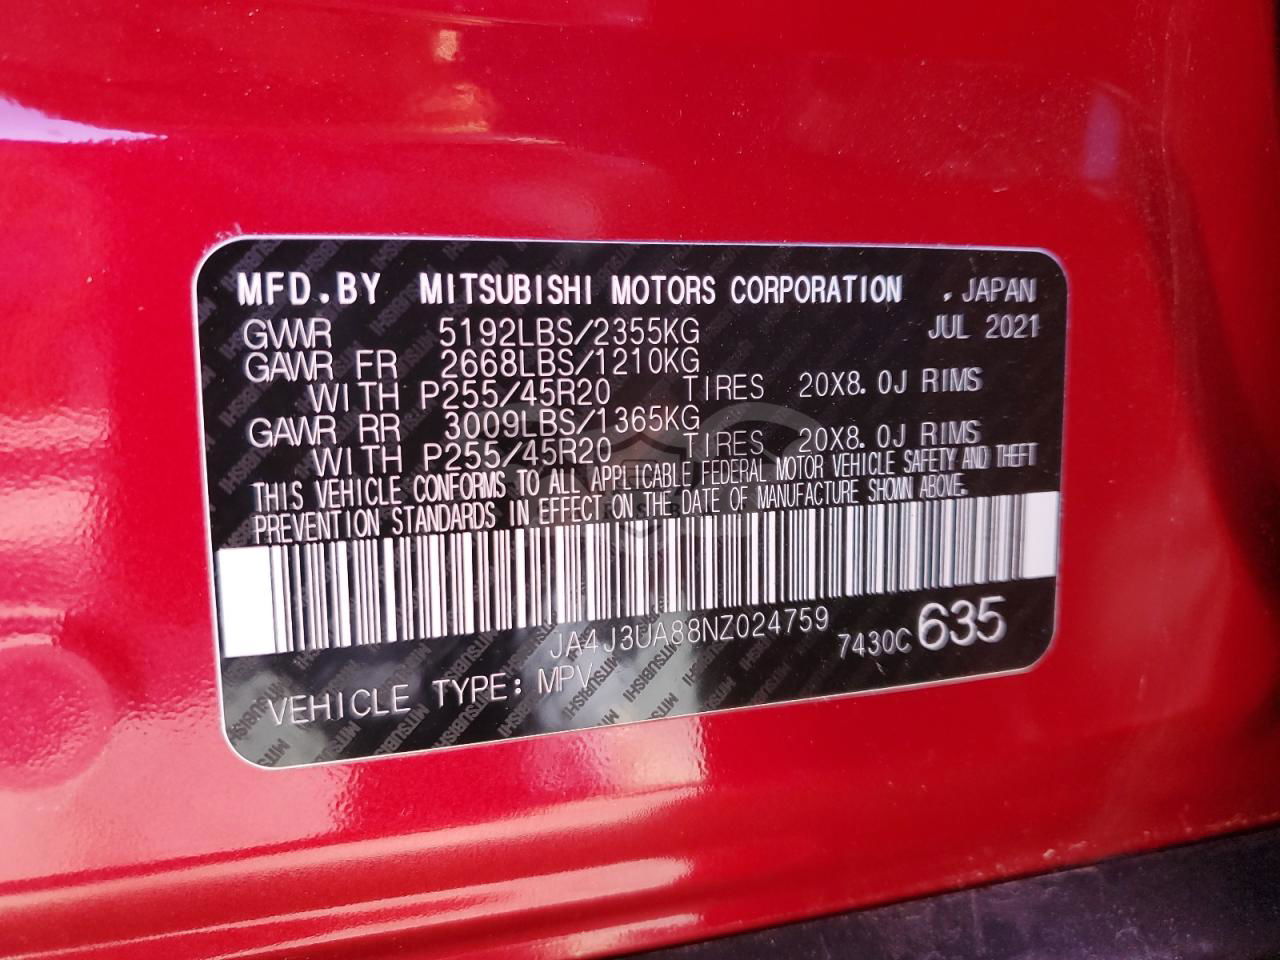 MFD.BY MITSUBISHI MOTORS CORPORATION .JAPAN
GVWR 5192LBS/2355KG JUL 2021
GAWR FR 2668LBS/1210KG
WITH P255/45R20 TIRES 20X8.0J RIMS
GAWR RR 3009LBS/1365KG
WITH P255/45R20 TIRES 20X8.0J RIMS
THIS VEHICLE CONFORMS TO ALL APPLICABLE FEDERAL MOTOR VEHICLE SAFETY AND THEFT
PREVENTION STANDARDS IN EFFECT ON THE DATE OF MANUFACTURE SHOWN ABOVE.
JA4J3UA88NZ024759 7430C 635
VEHICLE TYPE: MPV